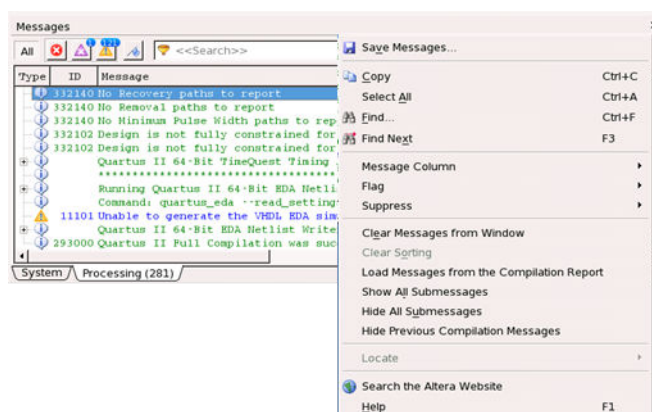 Messages
All 1 121 <<Search>>
Type ID Message
332140 No Recovery paths to report
332140 No Removal paths to report
332140 No Minimum Pulse Width paths to rep
332102 Design is not fully constrained for
332102 Design is not fully constrained for
Quartus II 64-Bit TimeQuest Timing
***********************************
Running Quartus II 64-Bit EDA Netli
Command: quartus_eda --read_setting
11101 Unable to generate the VHDL EDA sim
Quartus II 64-Bit EDA Netlist Write
293000 Quartus II Full Compilation was suc
System Processing (281)
Save Messages...
Copy Ctrl+C
Select All Ctrl+A
Find... Ctrl+F
Find Next F3
Message Column
Flag
Suppress
Clear Messages from Window
Clear Sorting
Load Messages from the Compilation Report
Show All Submessages
Hide All Submessages
Hide Previous Compilation Messages
Locate
Search the Altera Website
Help F1